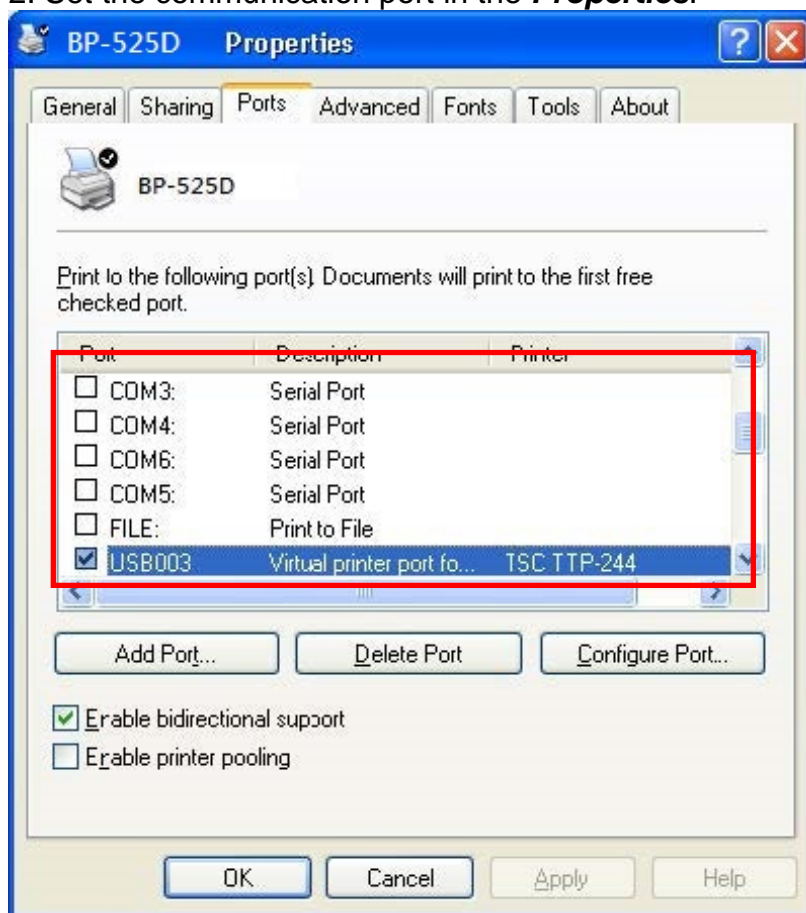 2. Set the communication port in the Properties.
BP-525D Properties
General Sharing Ports Advanced Fonts Tools About
BP-525D
Print to the following port(s). Documents will print to the first free
checked port.
Port Description Printer
COM3: Serial Port
COM4: Serial Port
COM6: Serial Port
COM5: Serial Port
FILE: Print to File
USB003 Virtual printer port fo... TSC TTP-244
Add Port... Delete Port Configure Port...
Enable bidirectional support
Enable printer pooling
OK Cancel Apply Help